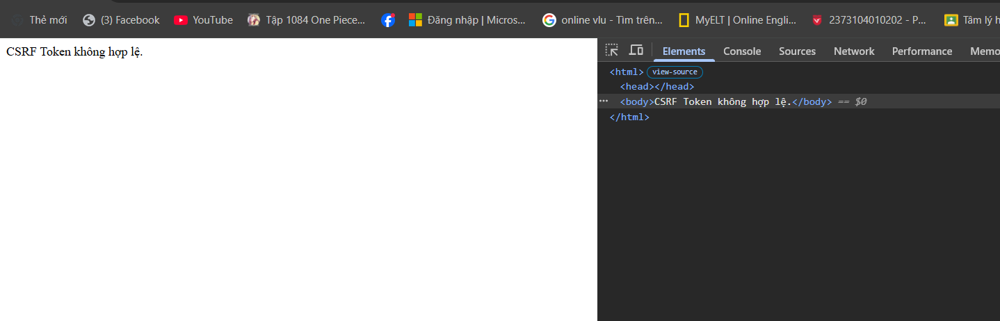 Thẻ mới (3) Facebook YouTube Tập 1084 One Piece... Đăng nhập | Micros... online vlu - Tìm trên... MyELT | Online Engli... 2373104010202 - P... Tâm lý h
CSRF Token không hợp lệ.
Elements Console Sources Network Performance Memo
<html> view-source
<head></head>
... <body>CSRF Token không hợp lệ.</body> == $0
</html>